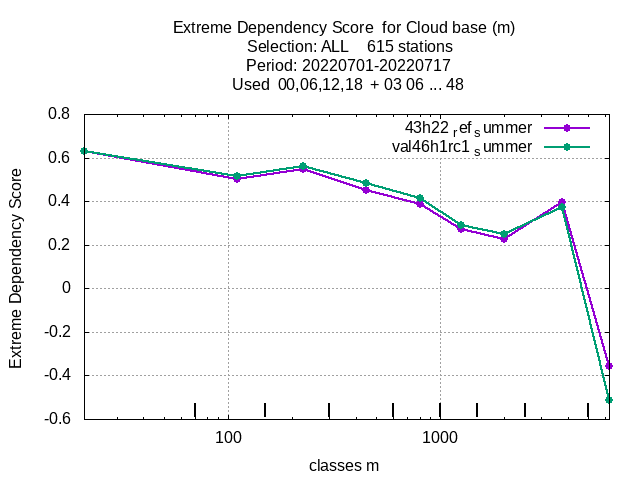 Extreme Dependency Score  for Cloud base (m)
Selection: ALL    615 stations
Period: 20220701-20220717
Used  00,06,12,18  + 03 06 ... 48
43h22 ref summer
val46h1rc1 summer
Extreme Dependency Score
0.8
0.6
0.4
0.2
0
-0.2
-0.4
-0.6
100
1000
classes m